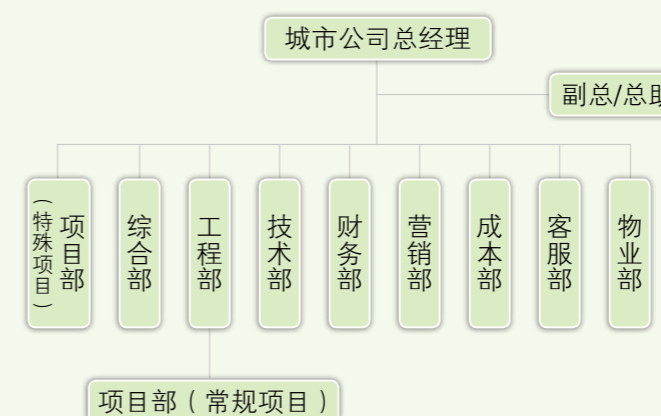 城市公司总经理
副总/总助
项目部
（特殊项目）
综合部
工程部
技术部
财务部
营销部
成本部
客服部
物业部
项目部（常规项目）